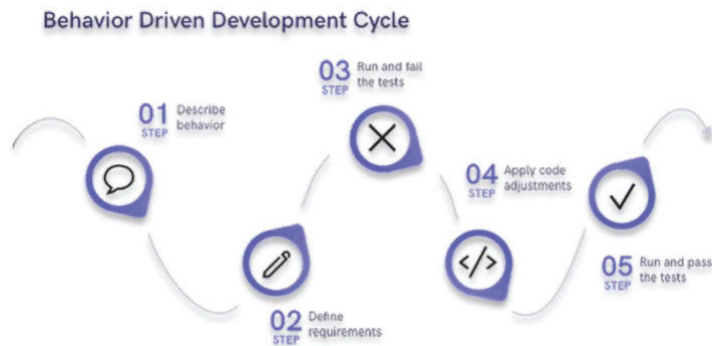 Behavior Driven Development Cycle
01
STEP
Describe
behavior
02
STEP
Define
requirements
03
STEP
Run and fail
the tests
04
STEP
Apply code
adjustments
</>
05
STEP
Run and pass
the tests